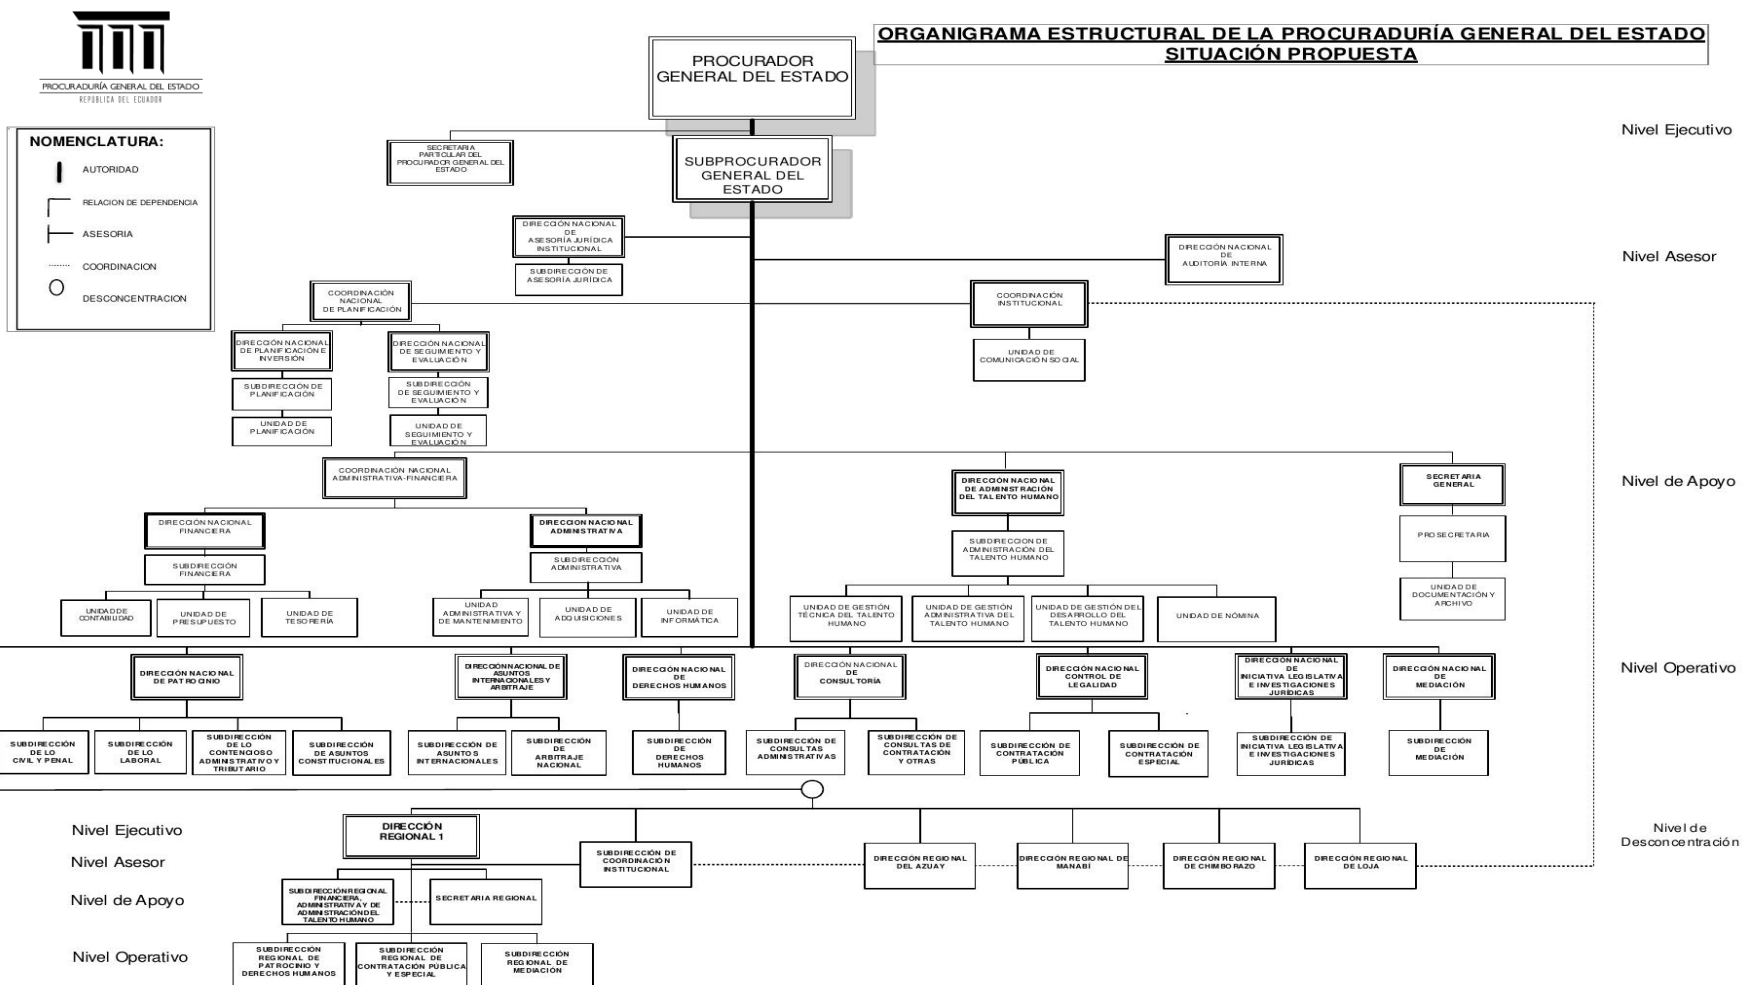 ORGANIGRAMA ESTRUCTURAL DE LA PROCURADURÍA GENERAL DEL ESTADO
SITUACIÓN PROPUESTA
PROCURADURÍA GENERAL DEL ESTADO
REPÚBLICA DEL ECUADOR
PROCURADOR
GENERAL DEL ESTADO
Nivel Ejecutivo
NOMENCLATURA:
AUTORIDAD
RELACION DE DEPENDENCIA
ASESORIA
COORDINACION
DESCONCENTRACION
SECRETARIA
PARTICULAR DEL
PROCURADOR GENERAL DEL
ESTADO
SUBPROCURADOR
GENERAL DEL
ESTADO
DIRECCIÓN NACIONAL
DE
ASESORÍA JURÍDICA
INSTITUCIONAL
SUBDIRECCIÓN DE
ASESORÍA JURÍDICA
DIRECCIÓN NACIONAL
DE
AUDITORÍA INTERNA
Nivel Asesor
COORDINACIÓN
NACIONAL
DE PLANIFICACIÓN
COORDINACIÓN
INSTITUCIONAL
UNIDAD DE
COMUNICACIÓN SOCIAL
DIRECCIÓN NACIONAL
DE PLANIFICACIÓN E
INVERSIÓN
SUBDIRECCIÓN DE
PLANIFICACIÓN
UNIDAD DE
PLANIFICACIÓN
DIRECCIÓN NACIONAL
DE SEGUIMIENTO Y
EVALUACIÓN
SUBDIRECCIÓN
DE SEGUIMIENTO Y
EVALUACIÓN
UNIDAD DE
SEGUIMIENTO Y
EVALUACIÓN
COORDINACIÓN NACIONAL
ADMINISTRATIVA-FINANCIERA
DIRECCIÓN NACIONAL
DE ADMINISTRACIÓN
DEL TALENTO HUMANO
SECRETARIA
GENERAL
Nivel de Apoyo
DIRECCIÓN NACIONAL
FINANCIERA
SUBDIRECCIÓN
FINANCIERA
UNIDAD DE
CONTABILIDAD
UNIDAD DE
PRESUPUESTO
UNIDAD DE
TESORERÍA
DIRECCION NACIONAL
ADMINISTRATIVA
SUBDIRECCIÓN
ADMINISTRATIVA
UNIDAD
ADMINISTRATIVA Y
DE MANTENIMIENTO
UNIDAD DE
ADQUISICIONES
UNIDAD DE
INFORMÁTICA
SUBDIRECCION DE
ADMINISTRACIÓN DEL
TALENTO HUMANO
UNIDAD DE GESTIÓN
TÉCNICA DEL TALENTO
HUMANO
UNIDAD DE GESTIÓN
ADMINISTRATIVA DEL
TALENTO HUMANO
UNIDAD DE GESTIÓN DEL
DESARROLLO DEL
TALENTO HUMANO
UNIDAD DE NÓMINA
PROSECRETARIA
UNIDAD DE
DOCUMENTACIÓN Y
ARCHIVO
DIRECCIÓN NACIONAL
DE PATROCINIO
DIRECCIÓN NACIONAL DE
ASUNTOS
INTERNACIONALES Y
ARBITRAJE
DIRECCIÓN NACIONAL
DE
DERECHOS HUMANOS
DIRECCIÓN NACIONAL
DE
CONSULTORÍA
DIRECCIÓN NACIONAL
CONTROL DE
LEGALIDAD
DIRECCIÓN NACIONAL
DE
INICIATIVA LEGISLATIVA
E INVESTIGACIONES
JURÍDICAS
DIRECCIÓN NACIONAL
DE
MEDIACIÓN
Nivel Operativo
SUBDIRECCIÓN
DE LO
CIVIL Y PENAL
SUBDIRECCIÓN
DE LO
LABORAL
SUBDIRECCIÓN
DE LO
CONTENCIOSO
ADMINISTRATIVO Y
TRIBUTARIO
SUBDIRECCIÓN
DE ASUNTOS
CONSTITUCIONALES
SUBDIRECCIÓN DE
ASUNTOS
INTERNACIONALES
SUBDIRECCIÓN
DE
ARBITRAJE
NACIONAL
SUBDIRECCIÓN
DE
DERECHOS
HUMANOS
SUBDIRECCIÓN DE
CONSULTAS
ADMINISTRATIVAS
SUBDIRECCIÓN DE
CONSULTAS DE
CONTRATACIÓN
Y OTRAS
SUBDIRECCIÓN DE
CONTRATACIÓN
PÚBLICA
SUBDIRECCIÓN DE
CONTRATACIÓN
ESPECIAL
SUBDIRECCIÓN DE
INICIATIVA LEGISLATIVA
E INVESTIGACIONES
JURÍDICAS
SUBDIRECCIÓN
DE
MEDIACIÓN
Nivel Ejecutivo
DIRECCIÓN
REGIONAL 1
Nivel de
Desconcentración
Nivel Asesor
SUBDIRECCIÓN DE
COORDINACIÓN
INSTITUCIONAL
DIRECCIÓN REGIONAL
DEL AZUAY
DIRECCIÓN REGIONAL DE
MANABÍ
DIRECCIÓN REGIONAL
DE CHIMBORAZO
DIRECCIÓN REGIONAL
DE LOJA
Nivel de Apoyo
SUBDIRECCIÓN REGIONAL
FINANCIERA,
ADMINISTRATIVA Y DE
ADMINISTRACIÓN DEL
TALENTO HUMANO
SECRETARIA REGIONAL
Nivel Operativo
SUBDIRECCIÓN
REGIONAL DE
PATROCINIO Y
DERECHOS HUMANOS
SUBDIRECCIÓN
REGIONAL DE
CONTRATACIÓN PÚBLICA
Y ESPECIAL
SUBDIRECCIÓN
REGIONAL DE
MEDIACIÓN